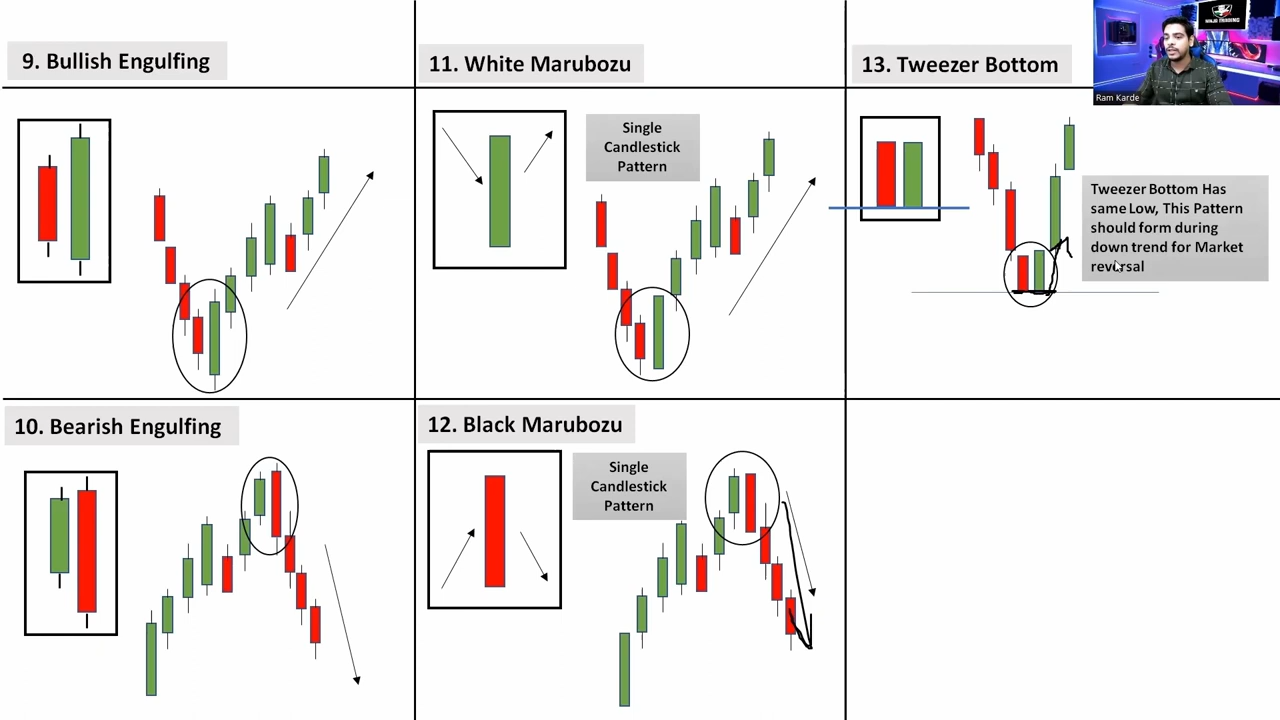 9. Bullish Engulfing
11. White Marubozu
Single
Candlestick
Pattern
13. Tweezer Bottom
NINJA TRADING
Ram Karde
Tweezer Bottom Has
same Low, This Pattern
should form during
down trend for Market
reversal
10. Bearish Engulfing
12. Black Marubozu
Single
Candlestick
Pattern